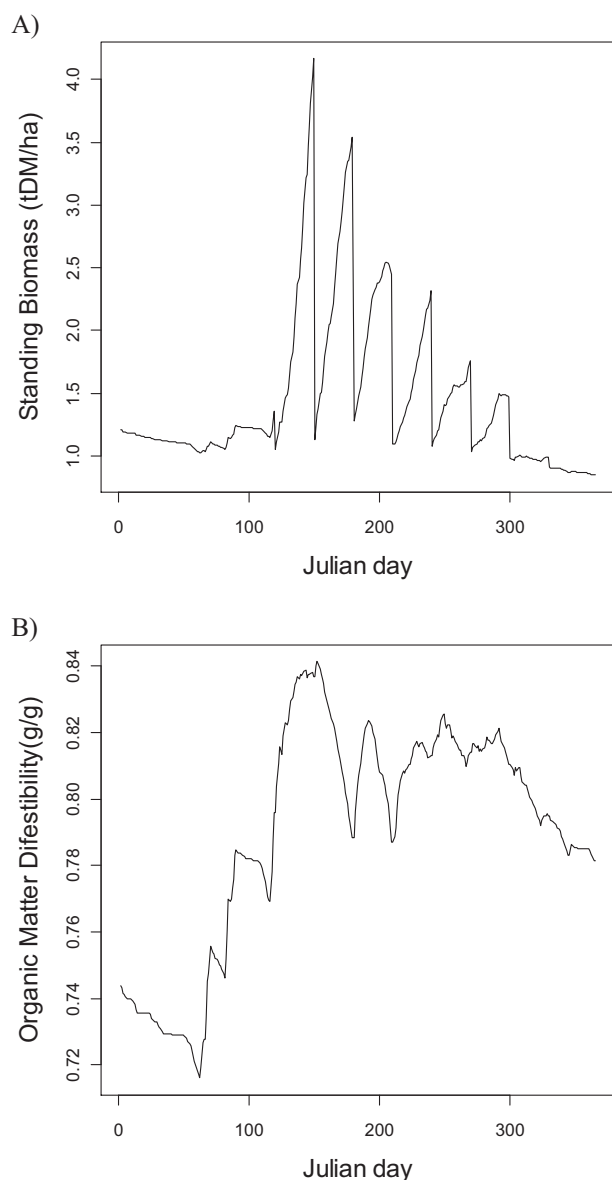 A)
Standing Biomass (tDM/ha)
4.0
3.5
3.0
2.5
2.0
1.5
1.0
0 100 200 300
Julian day
B)
Organic Matter Difestibility(g/g)
0.84
0.82
0.80
0.78
0.76
0.74
0.72
0 100 200 300
Julian day